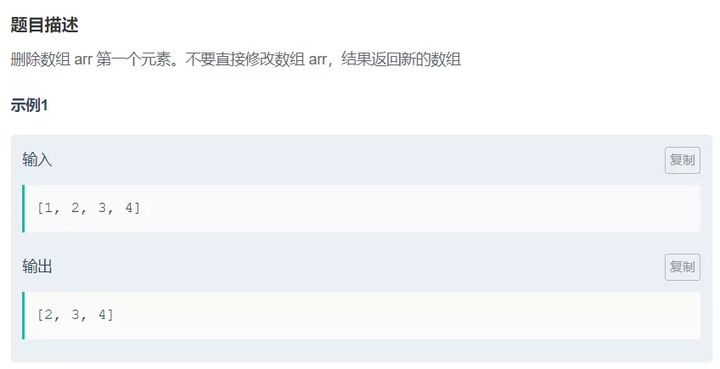 题目描述
删除数组 arr 第一个元素。不要直接修改数组 arr，结果返回新的数组
示例1
输入
复制
[1, 2, 3, 4]
输出
复制
[2, 3, 4]